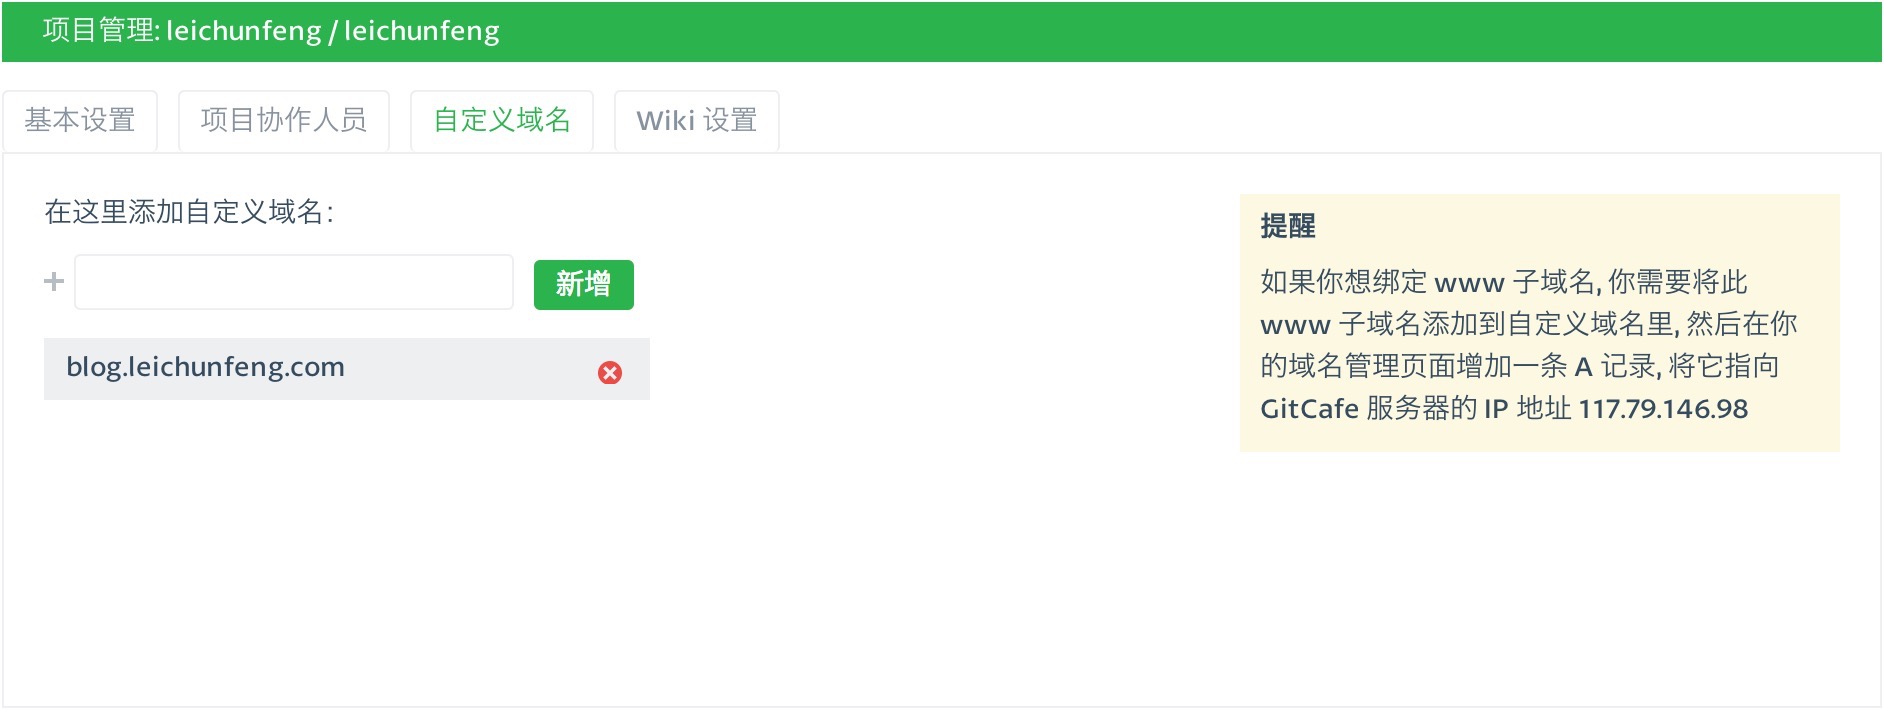 项目管理: leichunfeng / leichunfeng
基本设置
项目协作人员
自定义域名
Wiki 设置
在这里添加自定义域名：
新增
blog.leichunfeng.com
提醒
如果你想绑定 www 子域名, 你需要将此
www 子域名添加到自定义域名里, 然后在你
的域名管理页面增加一条 A 记录, 将它指向
GitCafe 服务器的 IP 地址 117.79.146.98